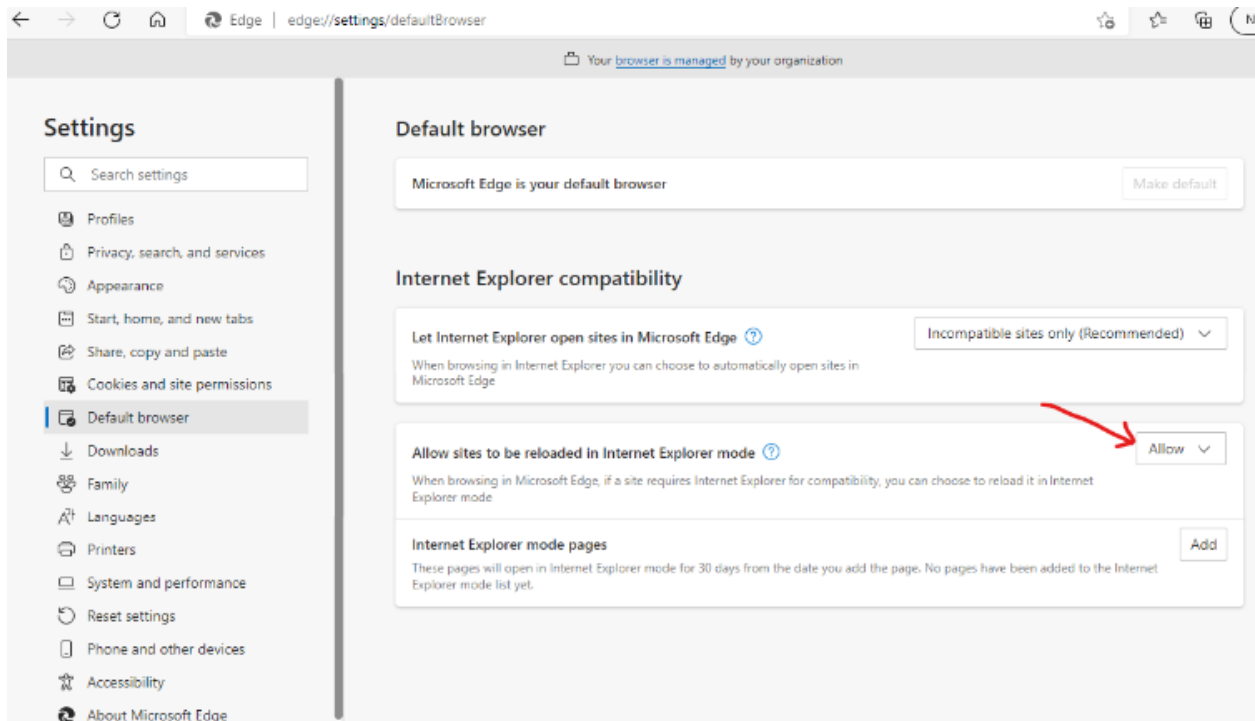 Edge | edge://settings/defaultBrowser
Your browser is managed by your organization
Settings
Search settings
Profiles
Privacy, search, and services
Appearance
Start, home, and new tabs
Share, copy and paste
Cookies and site permissions
Default browser
Downloads
Family
Languages
Printers
System and performance
Reset settings
Phone and other devices
Accessibility
About Microsoft Edge
Default browser
Microsoft Edge is your default browser
Make default
Internet Explorer compatibility
Let Internet Explorer open sites in Microsoft Edge
Incompatible sites only (Recommended)
When browsing in Internet Explorer you can choose to automatically open sites in
Microsoft Edge
Allow sites to be reloaded in Internet Explorer mode
Allow
When browsing in Microsoft Edge, if a site requires Internet Explorer for compatibility, you can choose to reload it in Internet
Explorer mode
Internet Explorer mode pages
Add
These pages will open in Internet Explorer mode for 30 days from the date you add the page. No pages have been added to the Internet
Explorer mode list yet.